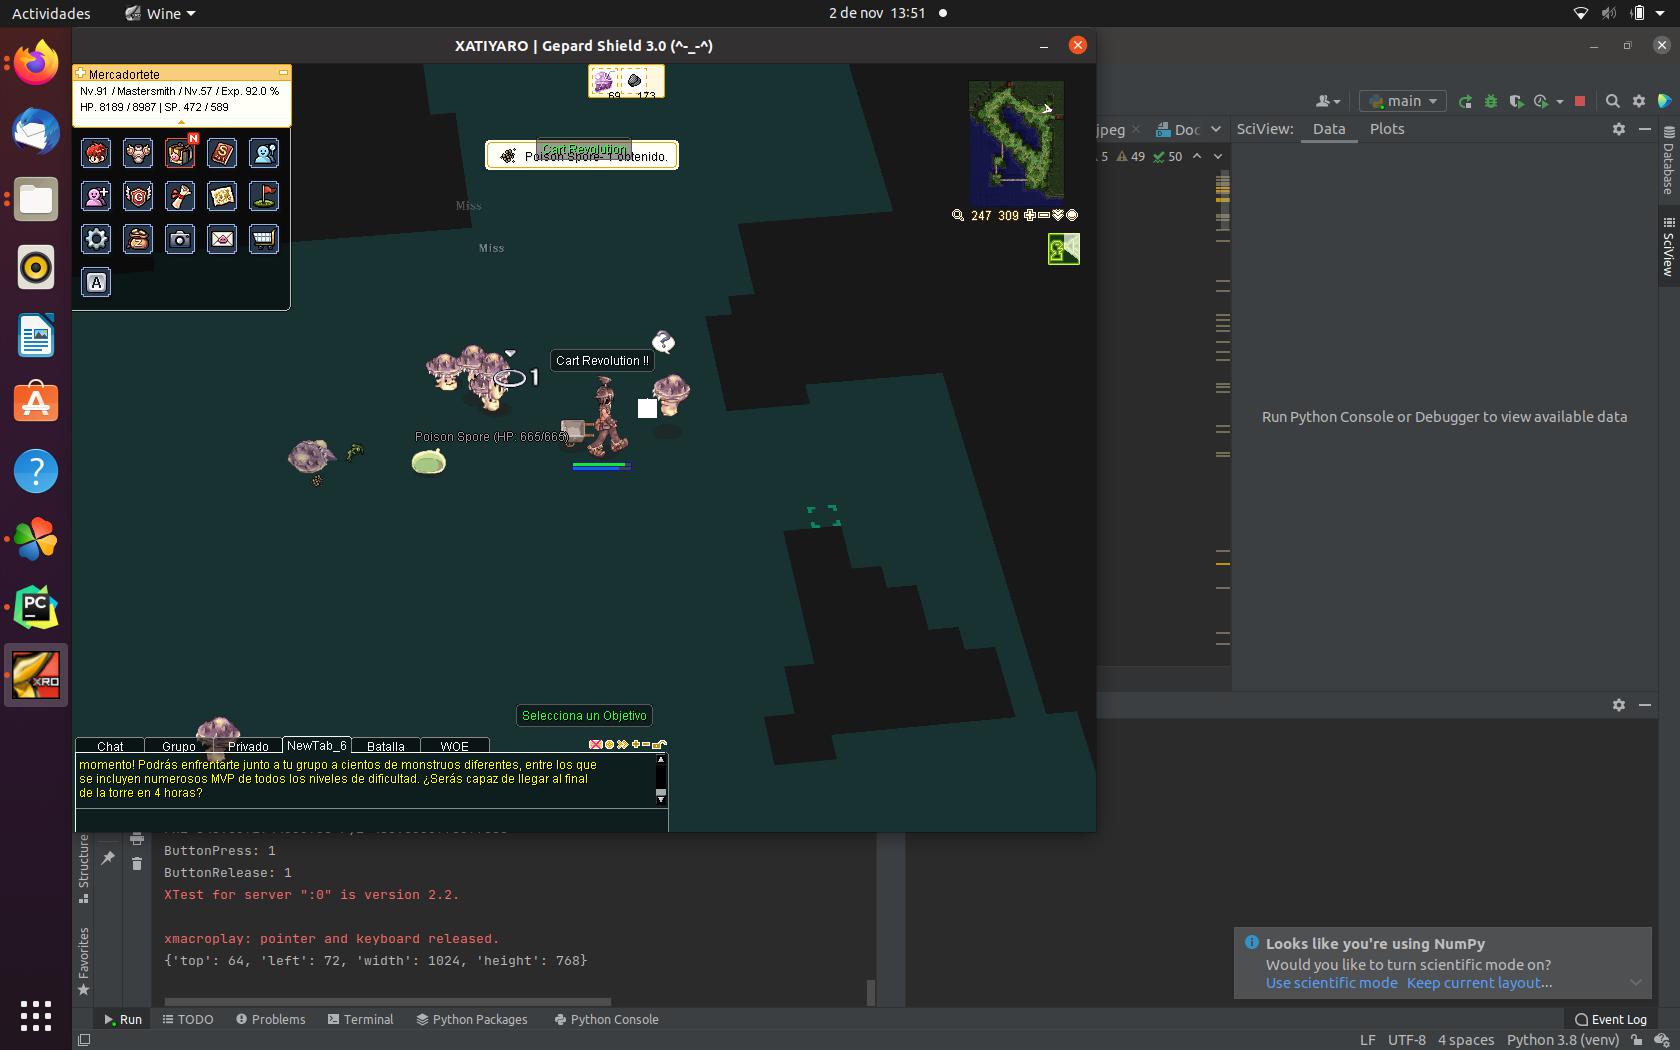 Actividades
Wine
2 de nov 13:51
XATIYARO | Gepard Shield 3.0 (^-_-^)
Mercadortete
Nv.91 / Mastersmith / Nv.57 / Exp. 92.0 %
HP. 8189 / 8987 | SP. 472 / 589
N
A
69 173
Cart Revolution
Poison Spore- 1 obtenido.
Miss
Miss
247 309
Cart Revolution !!
1
Poison Spore (HP: 665/665)
Selecciona un Objetivo
Chat Grupo Privado NewTab_6 Batalla WOE
momento! Podrás enfrentarte junto a tu grupo a cientos de monstruos diferentes, entre los que
se incluyen numerosos MVP de todos los niveles de dificultad. ¿Serás capaz de llegar al final
de la torre en 4 horas?
main
jpeg
Doc
SciView: Data Plots
5 49 50
Database
SciView
Run Python Console or Debugger to view available data
PC
XRO
Structure
Favorites
ButtonPress: 1
ButtonRelease: 1
XTest for server ":0" is version 2.2.
xmacroplay: pointer and keyboard released.
{'top': 64, 'left': 72, 'width': 1024, 'height': 768}
Looks like you're using NumPy
Would you like to turn scientific mode on?
Use scientific mode Keep current layout...
Run TODO Problems Terminal Python Packages Python Console
Event Log
LF UTF-8 4 spaces Python 3.8 (venv)